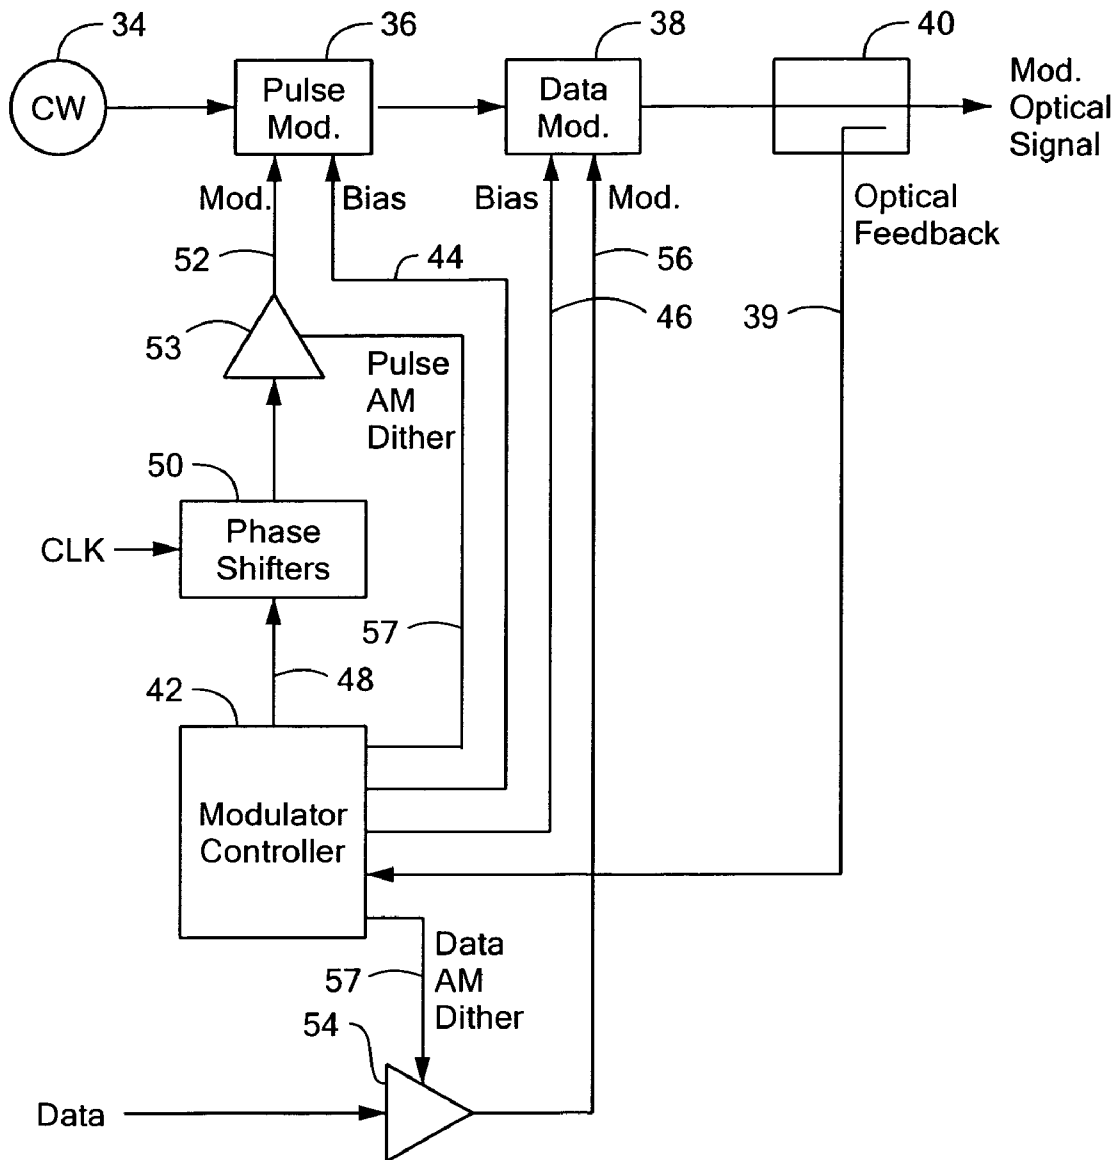 34
36
38
40
CW
Pulse
Mod.
Data
Mod.
Mod.
Optical
Signal
Mod.
Bias
Bias
Mod.
Optical
Feedback
52
44
56
46
39
53
Pulse
AM
Dither
50
CLK
Phase
Shifters
57
48
42
Modulator
Controller
Data
AM
Dither
57
54
Data